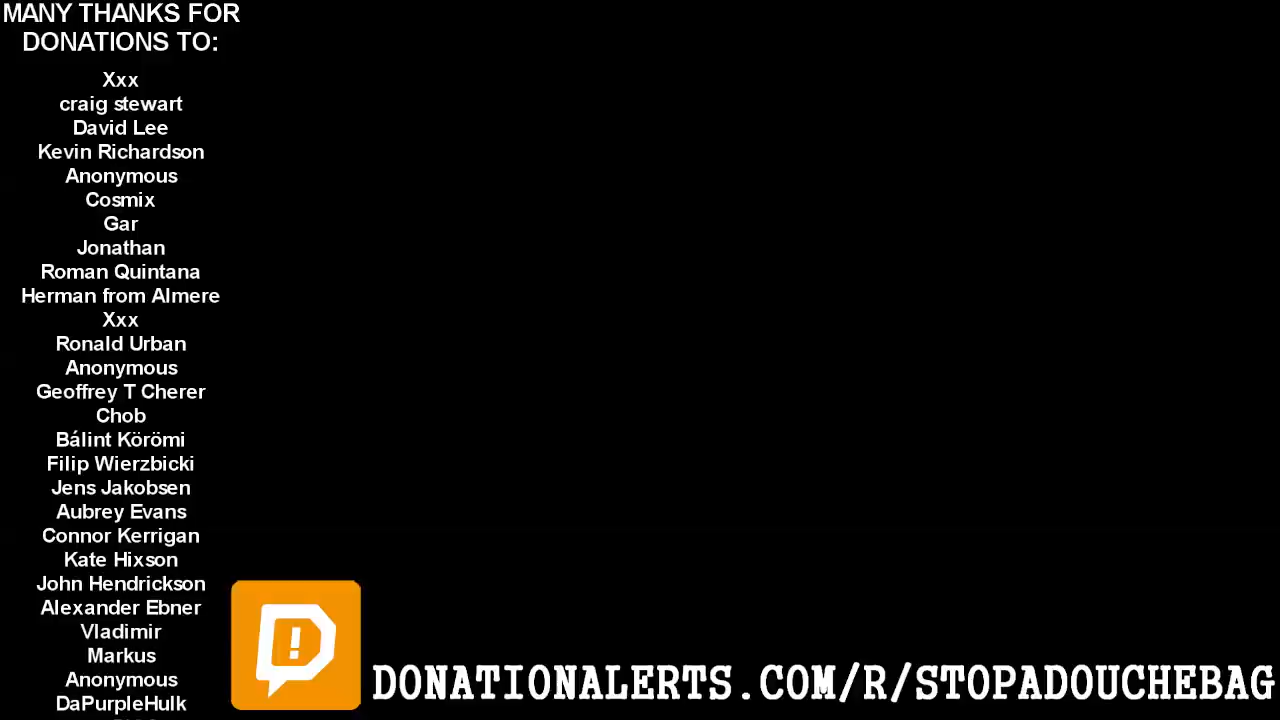 MANY THANKS FOR
DONATIONS TO:
Xxx
craig stewart
David Lee
Kevin Richardson
Anonymous
Cosmix
Gar
Jonathan
Roman Quintana
Herman from Almere
Xxx
Ronald Urban
Anonymous
Geoffrey T Cherer
Chob
Bálint Körömi
Filip Wierzbicki
Jens Jakobsen
Aubrey Evans
Connor Kerrigan
Kate Hixson
John Hendrickson
Alexander Ebner
Vladimir
Markus
Anonymous
DaPurpleHulk
DONATIONALERTS.COM/R/STOPADOUCHEBAG